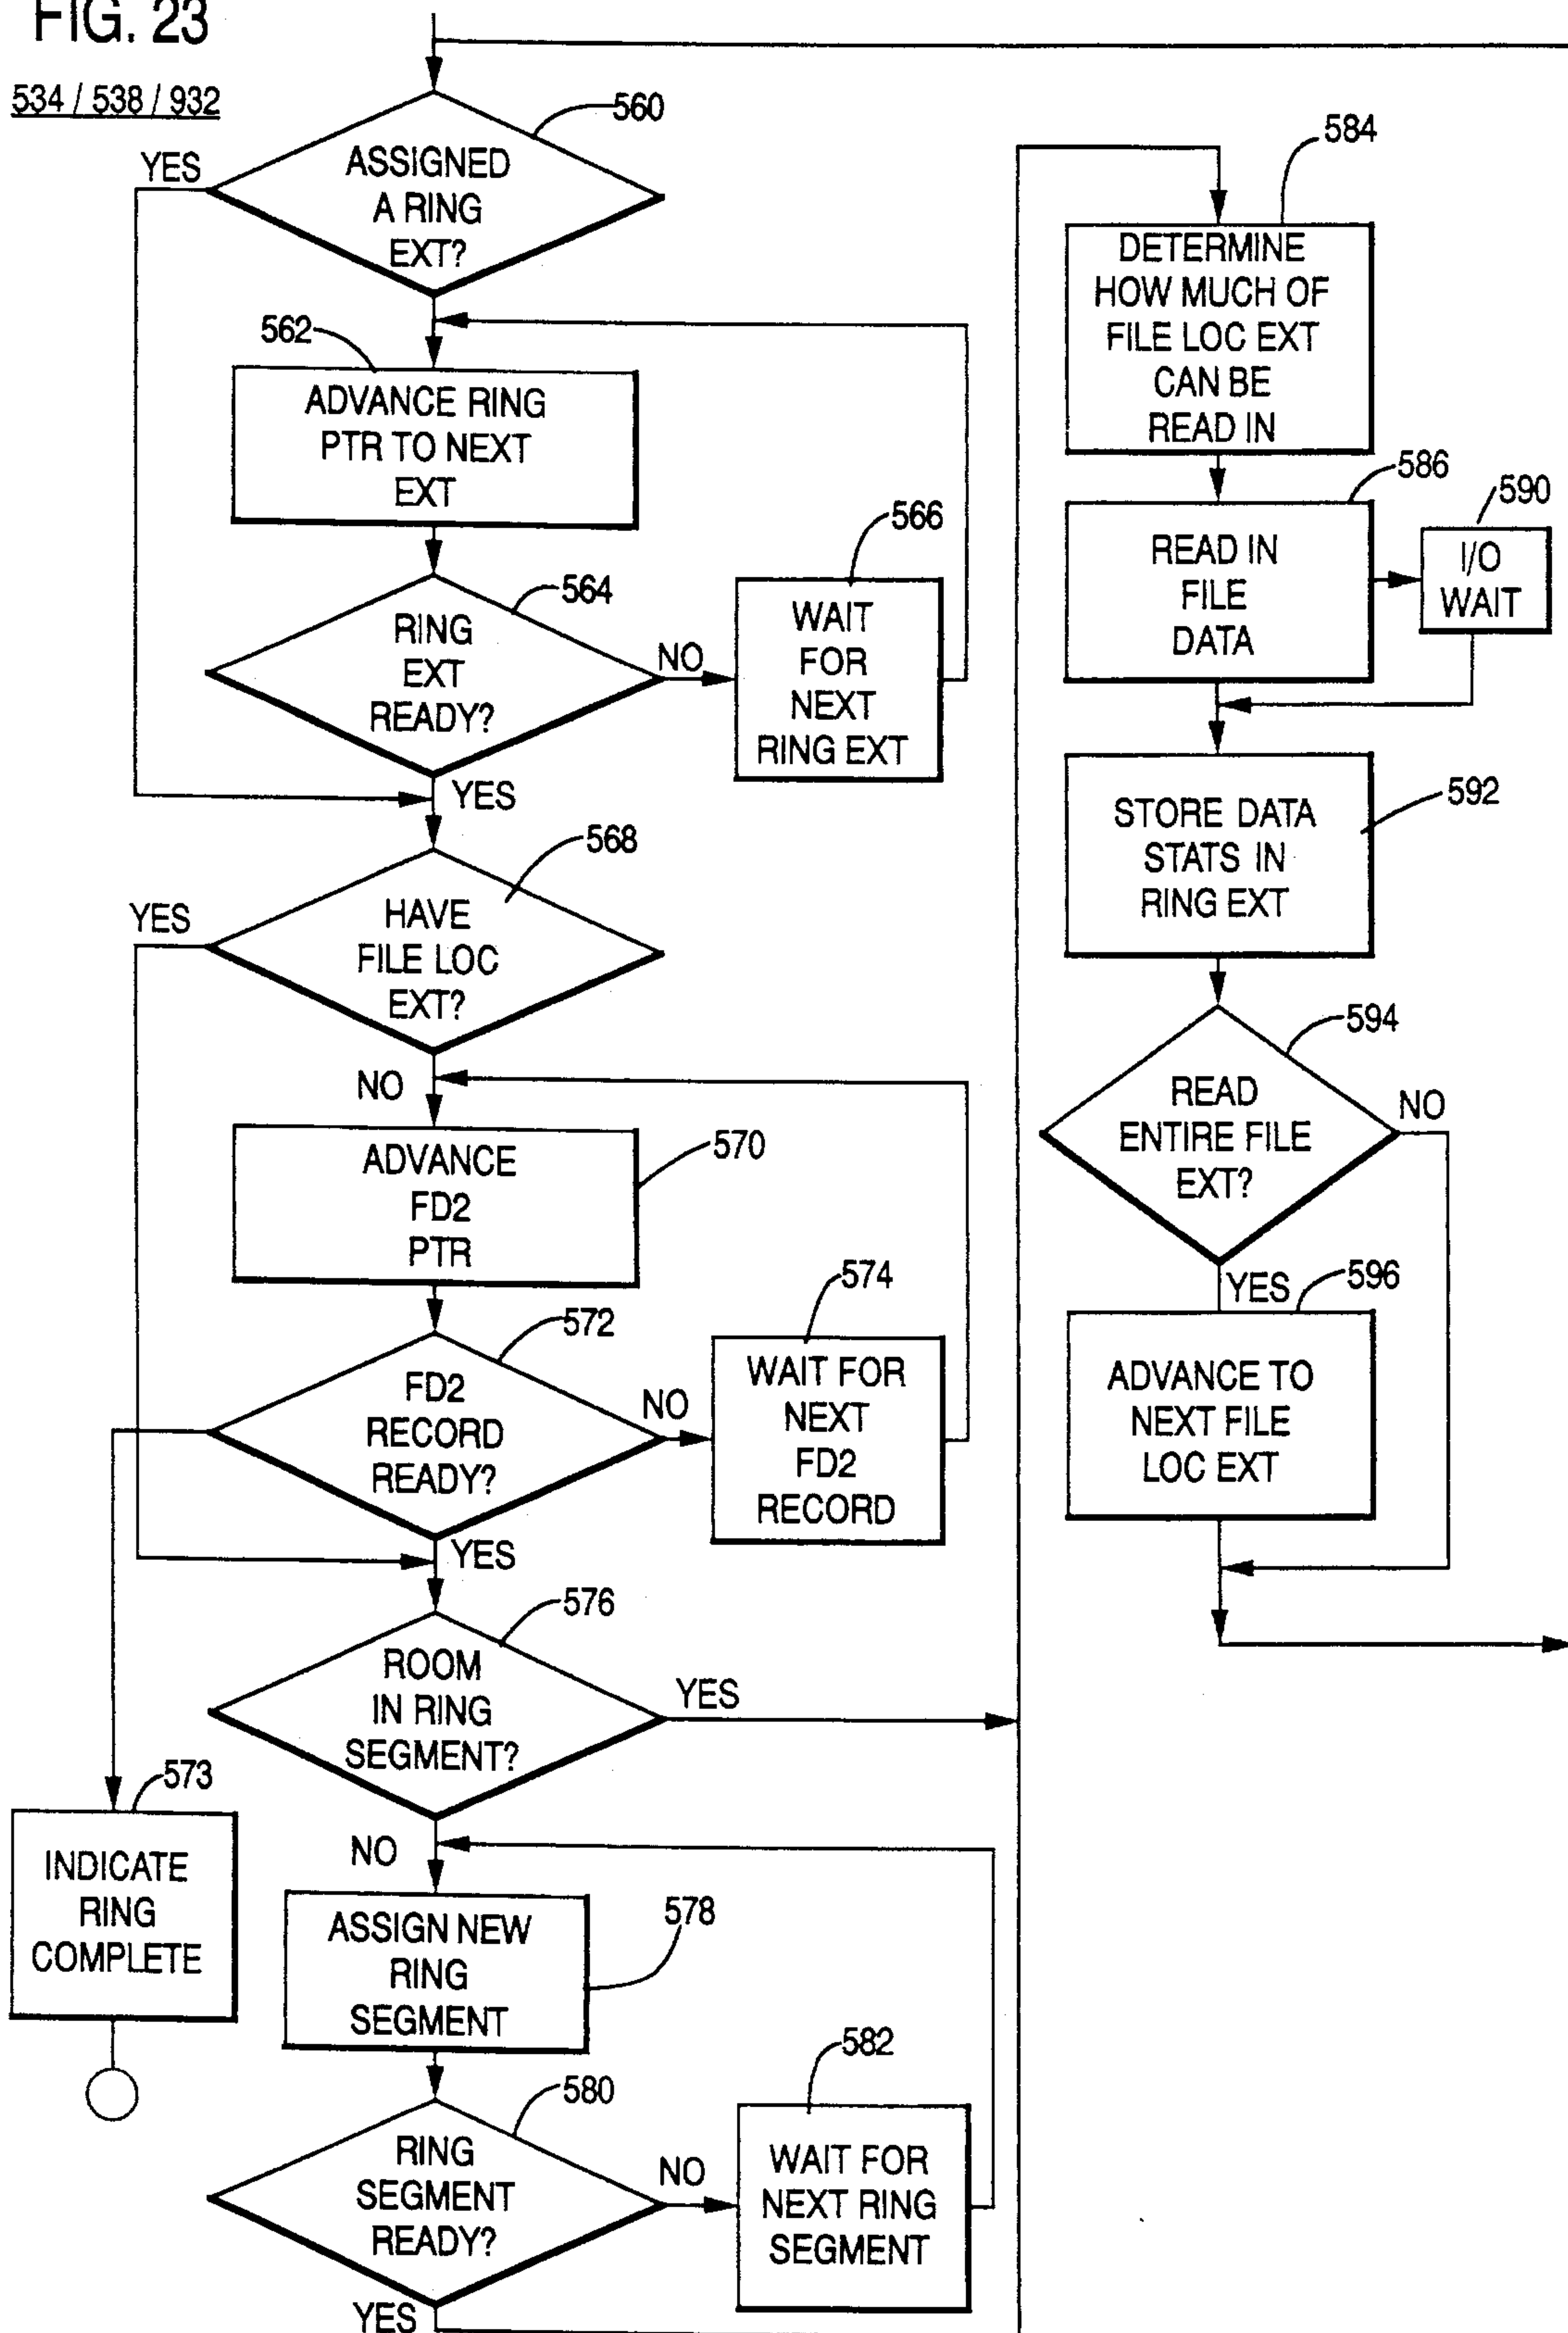 FIG. 23
534 / 538 / 932
560
YES
ASSIGNED
A RING
EXT?
562
ADVANCE RING
PTR TO NEXT
EXT
564
RING
EXT
READY?
NO
566
WAIT
FOR
NEXT
RING EXT
YES
568
YES
HAVE
FILE LOC
EXT?
NO
570
ADVANCE
FD2
PTR
572
FD2
RECORD
READY?
NO
574
WAIT FOR
NEXT
FD2
RECORD
YES
576
ROOM
IN RING
SEGMENT?
YES
573
INDICATE
RING
COMPLETE
NO
578
ASSIGN NEW
RING
SEGMENT
580
RING
SEGMENT
READY?
NO
582
WAIT FOR
NEXT RING
SEGMENT
YES
584
DETERMINE
HOW MUCH OF
FILE LOC EXT
CAN BE
READ IN
586
READ IN
FILE
DATA
590
I/O
WAIT
592
STORE DATA
STATS IN
RING EXT
594
READ
ENTIRE FILE
EXT?
NO
YES
596
ADVANCE TO
NEXT FILE
LOC EXT